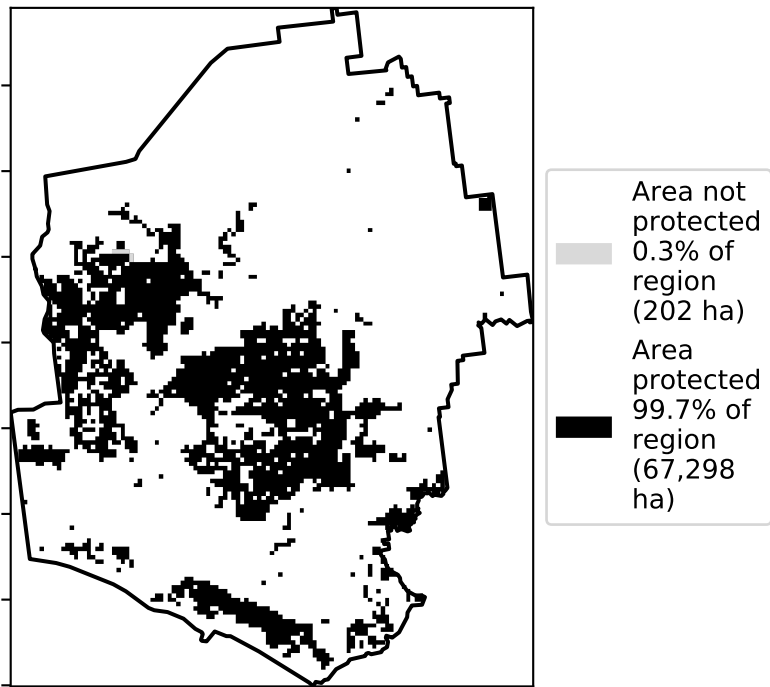 Area not
protected
0.3% of
region
(202 ha)
Area
protected
99.7% of
region
(67,298
ha)